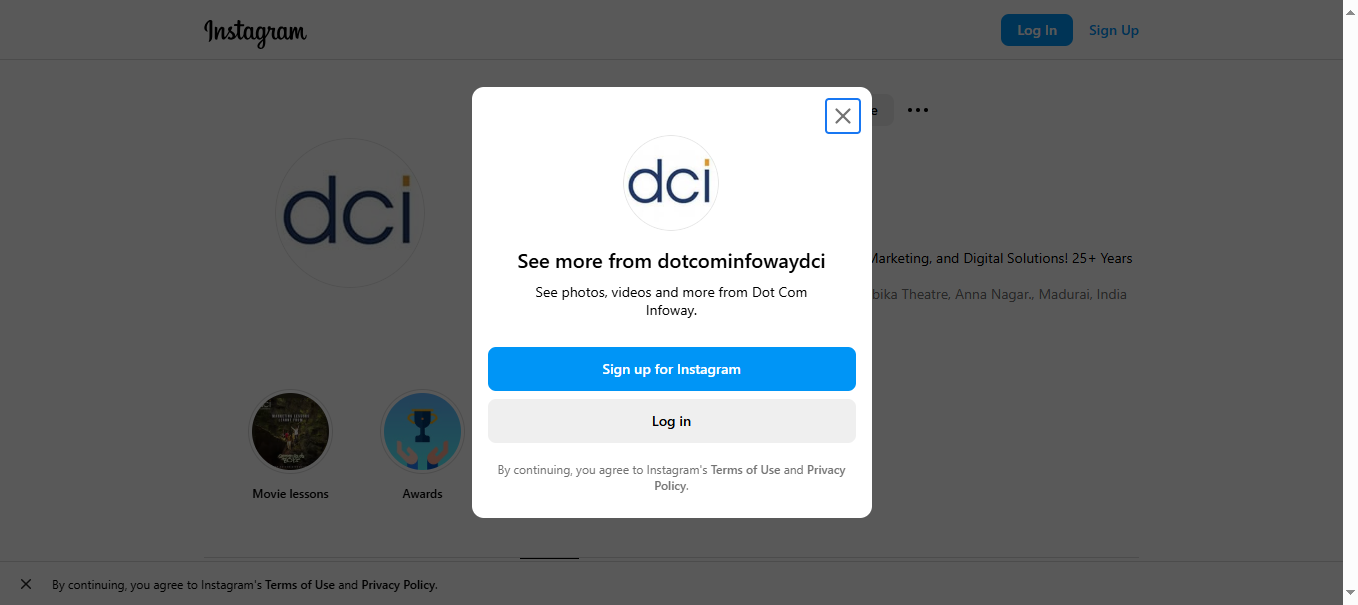 Instagram
Log In
Sign Up
e
dci
dci
See more from dotcominfowaydci
Marketing, and Digital Solutions! 25+ Years
See photos, videos and more from Dot Com
Infoway.
bika Theatre, Anna Nagar., Madurai, India
Sign up for Instagram
Log in
By continuing, you agree to Instagram's Terms of Use and Privacy
Policy.
Movie lessons
Awards
By continuing, you agree to Instagram's Terms of Use and Privacy Policy.